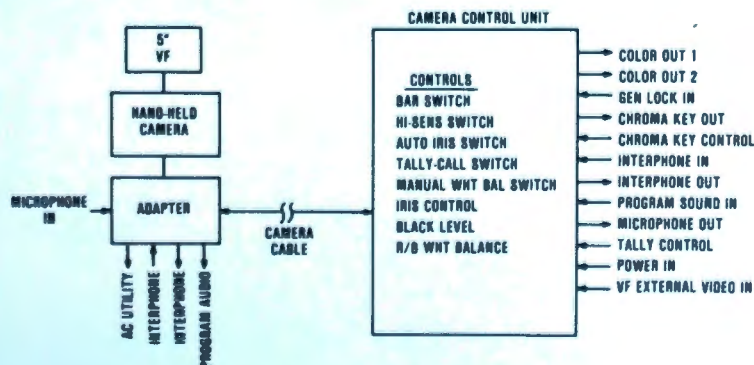 CAMERA CONTROL UNIT
5"
VF
HAND-HELD
CAMERA
MICROPHONE
IN
ADAPTER
CAMERA
CABLE
AC UTILITY
INTERPHONE
INTERPHONE
PROGRAM AUDIO
CONTROLS
BAR SWITCH
HI-SENS SWITCH
AUTO IRIS SWITCH
TALLY-CALL SWITCH
MANUAL WHT BAL SWITCH
IRIS CONTROL
BLACK LEVEL
R/B WHT BALANCE
COLOR OUT 1
COLOR OUT 2
GEN LOCK IN
CHROMA KEY OUT
CHROMA KEY CONTROL
INTERPHONE IN
INTERPHONE OUT
PROGRAM SOUND IN
MICROPHONE OUT
TALLY CONTROL
POWER IN
VF EXTERNAL VIDEO IN